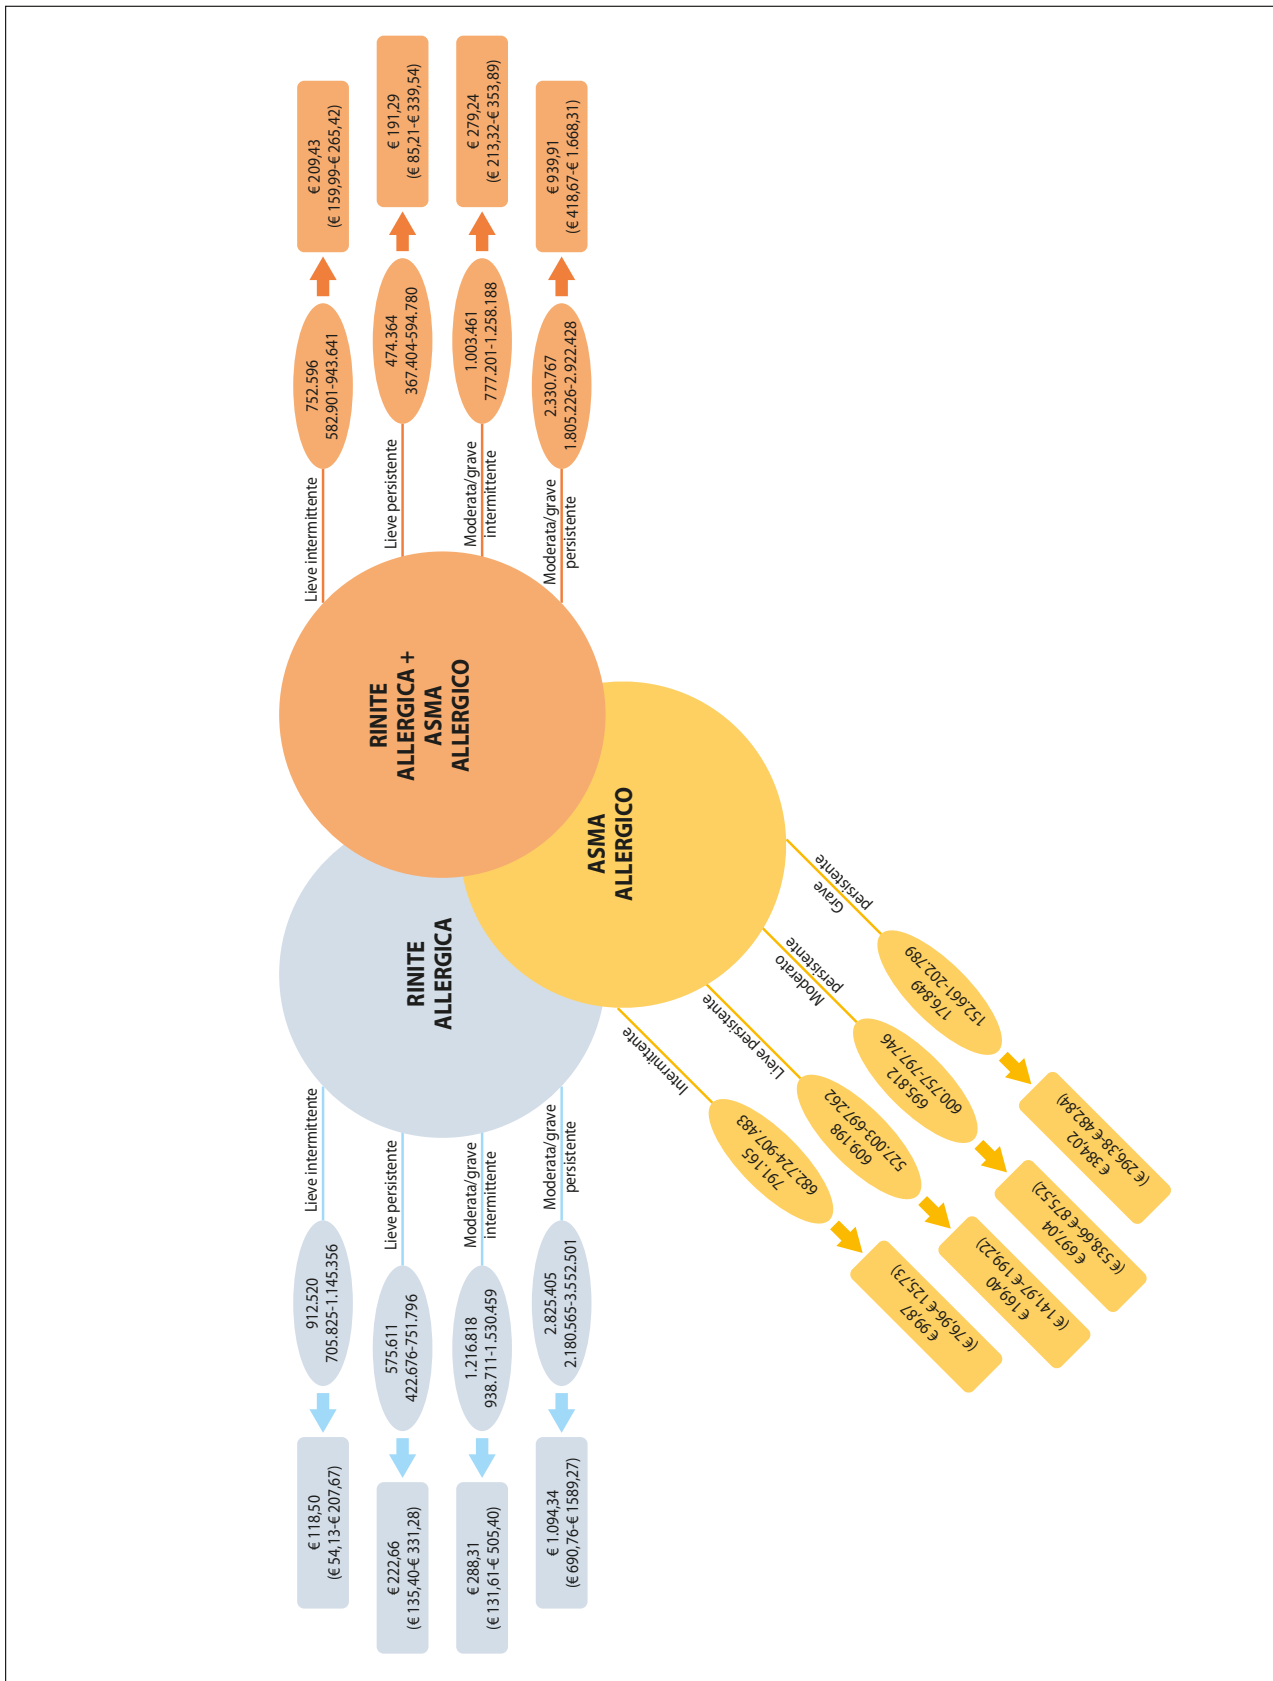 RINITE
ALLERGICA
Lieve intermittente
912.520
705.825-1.145.356
€ 118,50
(€ 54,13-€ 207,67)
Lieve persistente
575.611
422.676-751.796
€ 222,66
(€ 135,40-€ 331,28)
Moderata/grave
intermittente
1.216.818
938.711-1.530.459
€ 288,31
(€ 131,61-€ 505,40)
Moderata/grave
persistente
2.825.405
2.180.565-3.552.501
€ 1.094,34
(€ 690,76-€ 1589,27)
RINITE
ALLERGICA +
ASMA
ALLERGICO
Lieve intermittente
752.596
582.901-943.641
€ 209,43
(€ 159,99-€ 265,42)
Lieve persistente
474.364
367.404-594.780
€ 191,29
(€ 85,21-€ 339,54)
Moderata/grave
intermittente
1.003.461
777.201-1.258.188
€ 279,24
(€ 213,32-€ 353,89)
Moderata/grave
persistente
2.330.767
1.805.226-2.922.428
€ 939,91
(€ 418,67-€ 1.668,31)
ASMA
ALLERGICO
Intermittente
791.165
682.724-907.483
€ 99,87
(€ 76,96-€ 125,73)
Lieve persistente
609.198
527.003-697.262
€ 169,40
(€ 141,97-€ 199,22)
Moderato
persistente
695.812
600.757-797.746
€ 697,04
(€ 538,66-€ 875,52)
Grave
persistente
176.849
152.661-202.789
€ 384,02
(€ 296,38-€ 482,84)